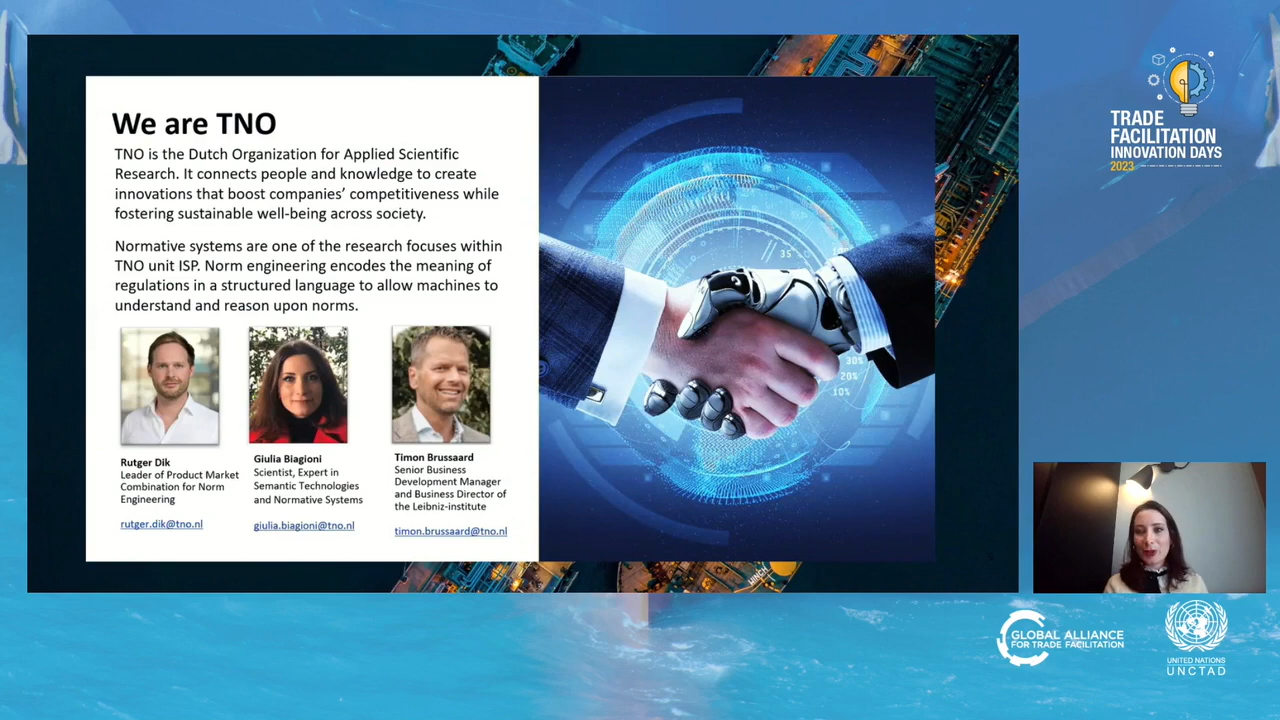 We are TNO
TNO is the Dutch Organization for Applied Scientific
Research. It connects people and knowledge to create
innovations that boost companies’ competitiveness while
fostering sustainable well-being across society.
Normative systems are one of the research focuses within
TNO unit ISP. Norm engineering encodes the meaning of
regulations in a structured language to allow machines to
understand and reason upon norms.
Rutger Dik
Leader of Product Market
Combination for Norm
Engineering
rutger.dik@tno.nl
Giulia Biagioni
Scientist, Expert in
Semantic Technologies
and Normative Systems
giulia.biagioni@tno.nl
Timon Brussaard
Senior Business
Development Manager
and Business Director of
the Leibniz-institute
timon.brussaard@tno.nl
35
30%
20%
10%
WINCH
TRADE
FACILITATION
INNOVATION DAYS
2023
GLOBAL ALLIANCE
FOR TRADE FACILITATION
UNITED NATIONS
UNCTAD